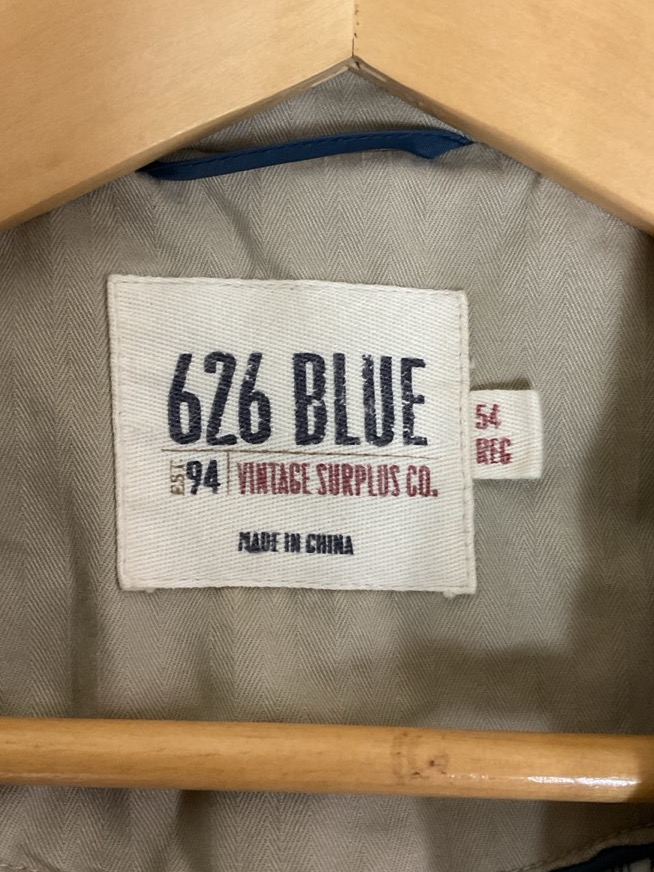 626 BLUE
EST. 94 VINTAGE SURPLUS CO.
MADE IN CHINA
54
REG